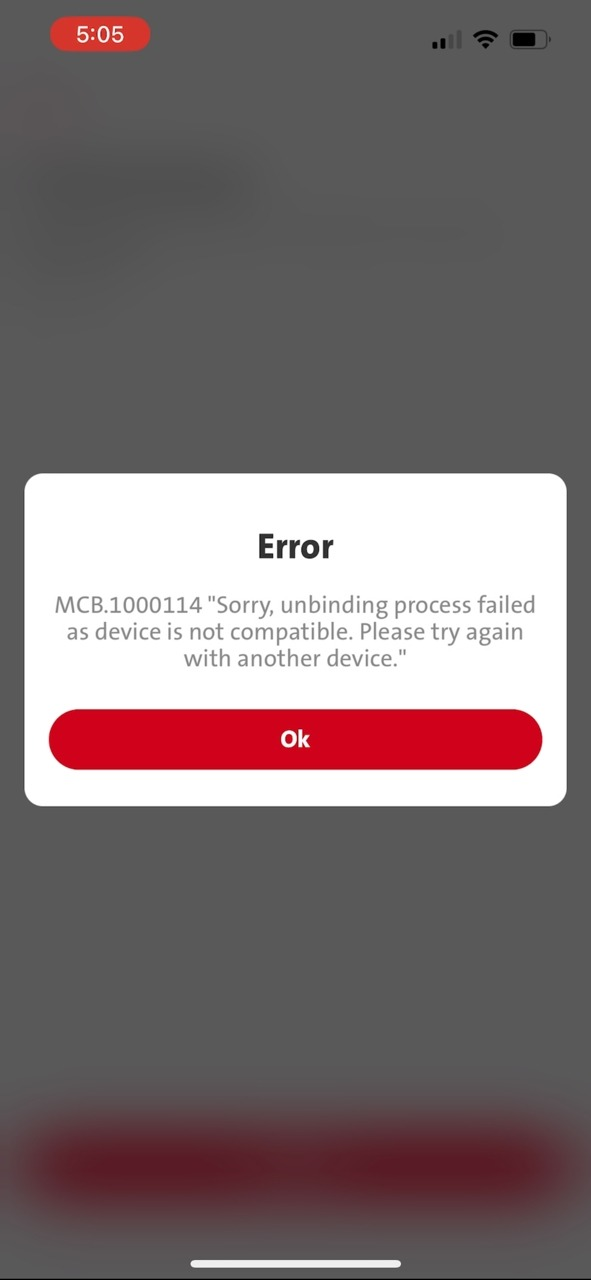 5:05
Error
MCB.1000114 "Sorry, unbinding process failed
as device is not compatible. Please try again
with another device."
Ok